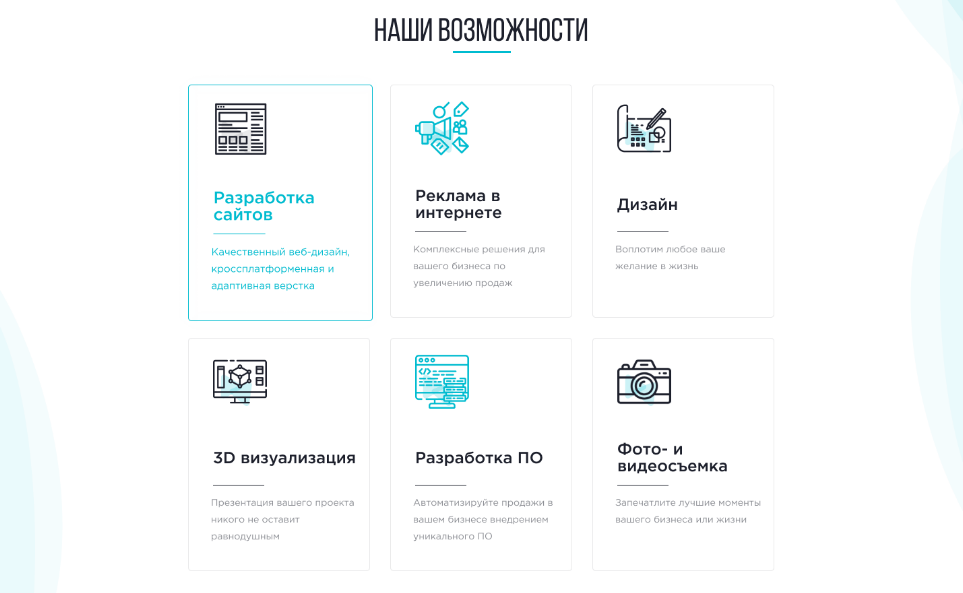 НАШИ ВОЗМОЖНОСТИ
Разработка
сайтов
Качественный веб-дизайн,
кроссплатформенная и
адаптивная верстка
Реклама в
интернете
Комплексные решения для
вашего бизнеса по
увеличению продаж
Дизайн
Воплотим любое ваше
желание в жизнь
3D визуализация
Презентация вашего проекта
никого не оставит
равнодушным
Разработка ПО
Автоматизируйте продажи в
вашем бизнесе внедрением
уникального ПО
Фото- и
видеосъемка
Запечатлите лучшие моменты
вашего бизнеса или жизни